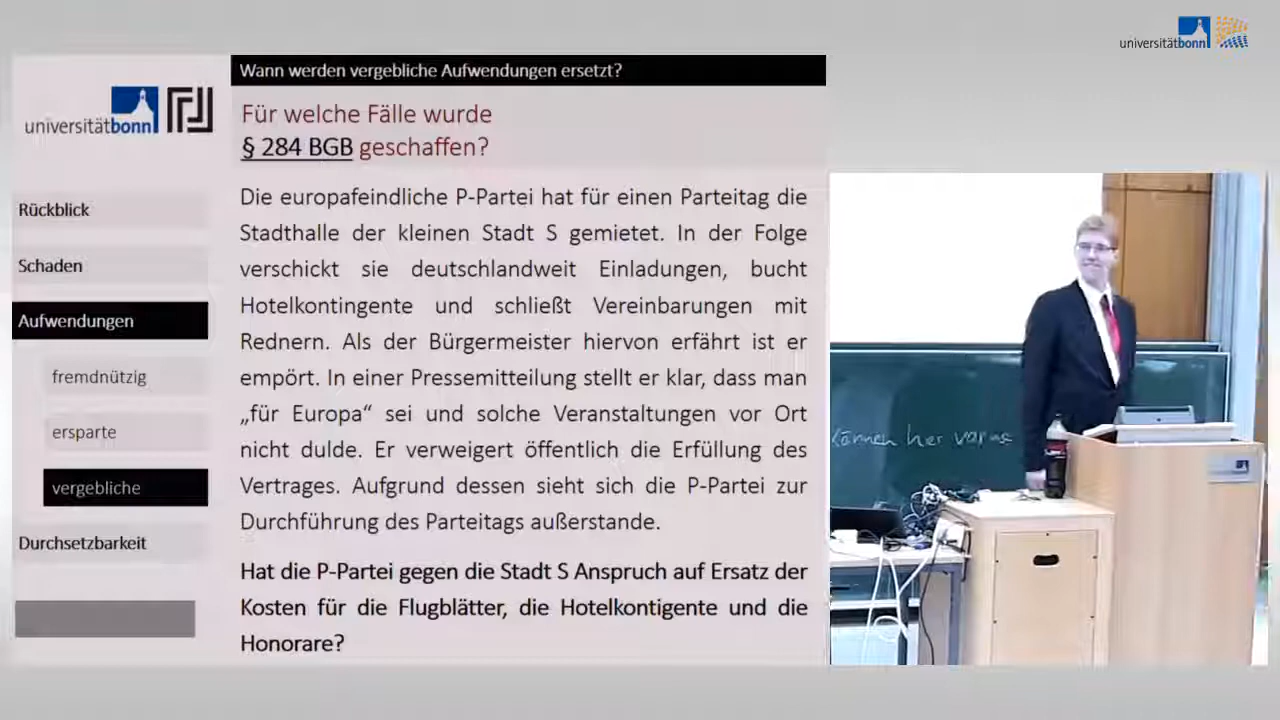 universitätbonn
Wann werden vergebliche Aufwendungen ersetzt?
universitätbonn
Für welche Fälle wurde
§ 284 BGB geschaffen?
Rückblick
Schaden
Aufwendungen
fremdnützig
ersparte
vergebliche
Durchsetzbarkeit
Die europafeindliche P-Partei hat für einen Parteitag die
Stadthalle der kleinen Stadt S gemietet. In der Folge
verschickt sie deutschlandweit Einladungen, bucht
Hotelkontingente und schließt Vereinbarungen mit
Rednern. Als der Bürgermeister hiervon erfährt ist er
empört. In einer Pressemitteilung stellt er klar, dass man
„für Europa“ sei und solche Veranstaltungen vor Ort
nicht dulde. Er verweigert öffentlich die Erfüllung des
Vertrages. Aufgrund dessen sieht sich die P-Partei zur
Durchführung des Parteitags außerstande.
Hat die P-Partei gegen die Stadt S Anspruch auf Ersatz der
Kosten für die Flugblätter, die Hotelkontigente und die
Honorare?
können hier